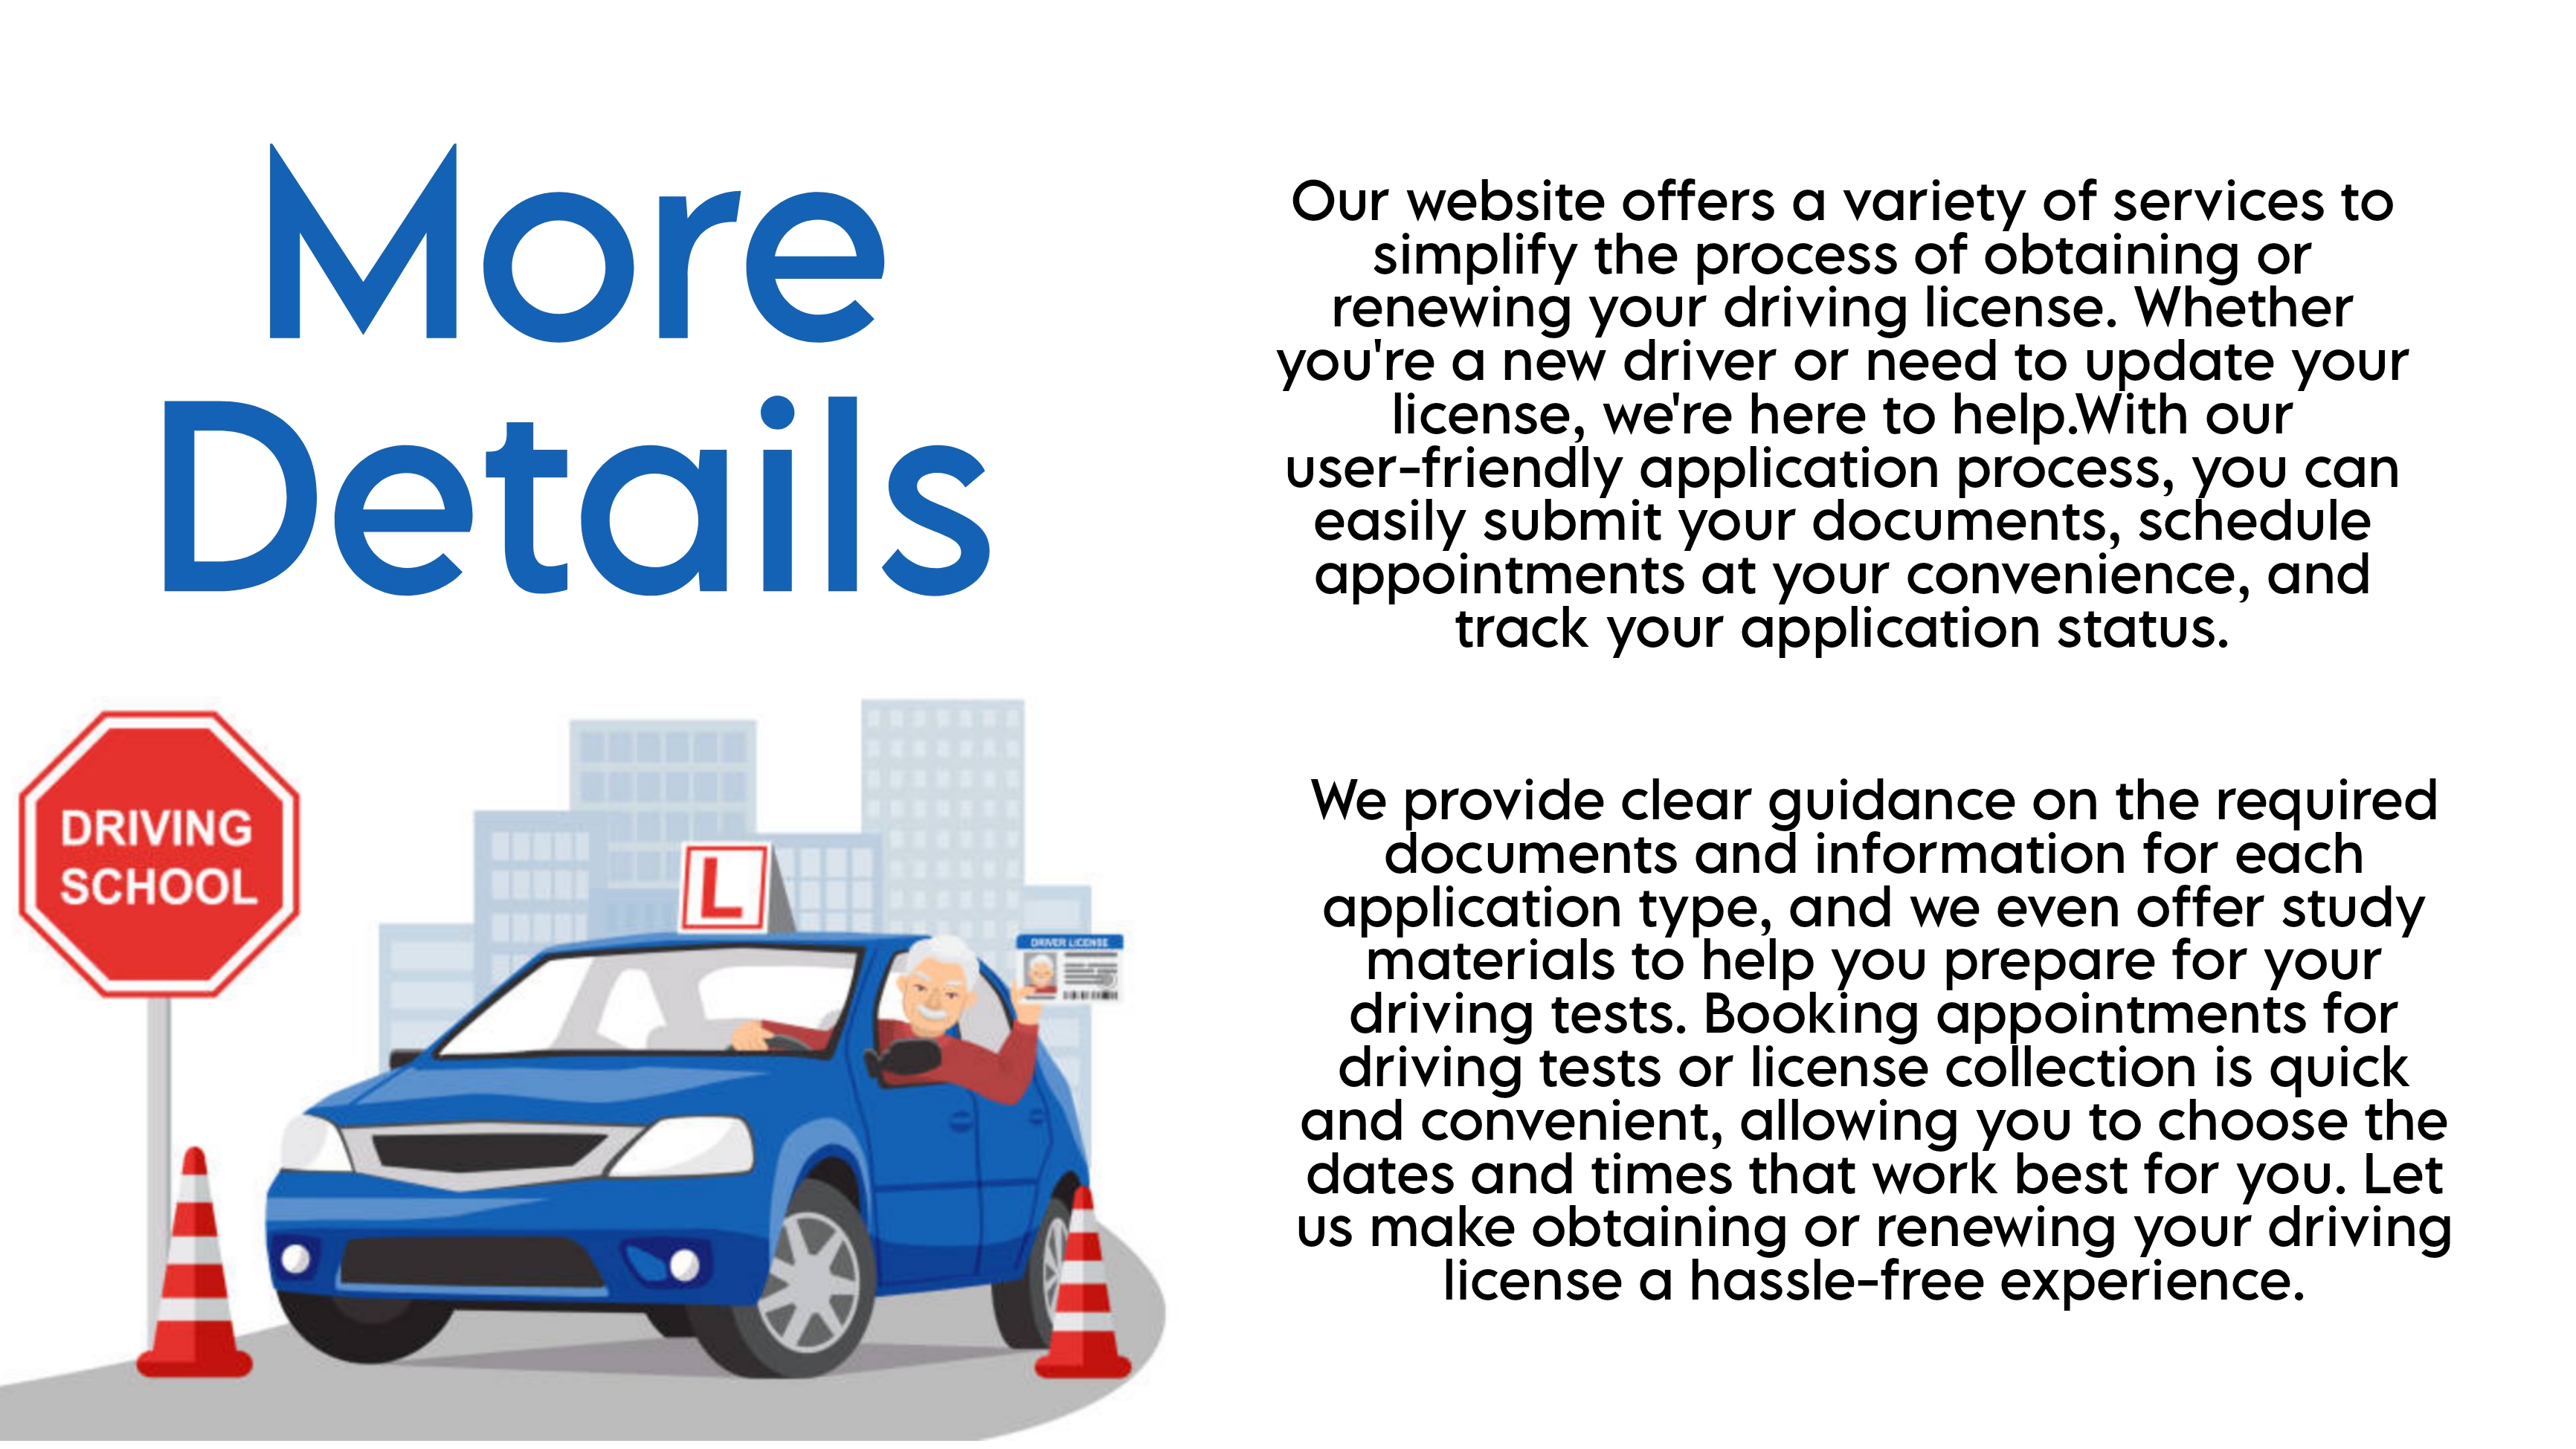 More
Details
Our website offers a variety of services to
simplify the process of obtaining or
renewing your driving license. Whether
you're a new driver or need to update your
license, we're here to help.With our
user-friendly application process, you can
easily submit your documents, schedule
appointments at your convenience, and
track your application status.
We provide clear guidance on the required
documents and information for each
application type, and we even offer study
materials to help you prepare for your
driving tests. Booking appointments for
driving tests or license collection is quick
and convenient, allowing you to choose the
dates and times that work best for you. Let
us make obtaining or renewing your driving
license a hassle-free experience.
DRIVING
SCHOOL
L
DRIVER LICENSE